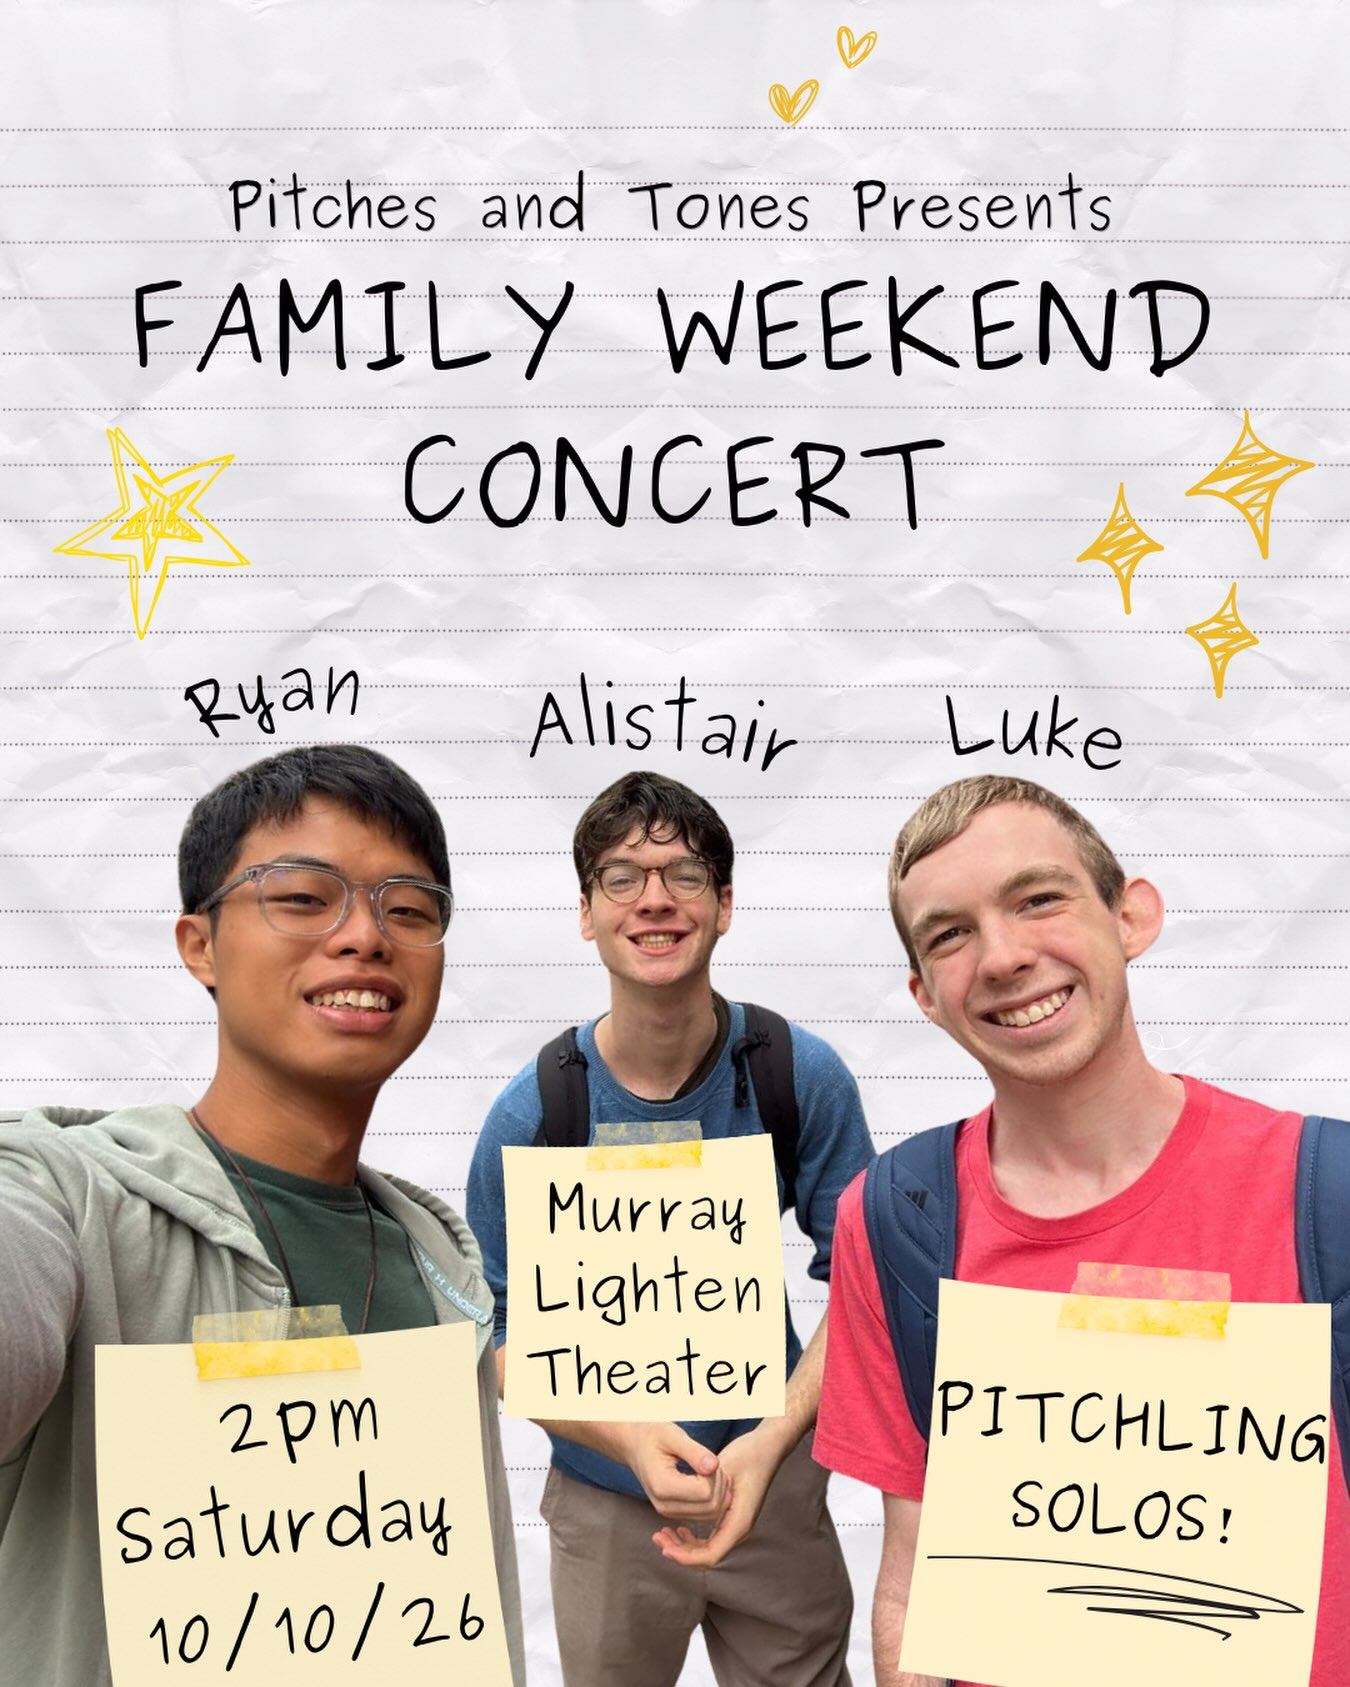 Pitches and Tones Presents
FAMILY WEEKEND
CONCERT
Ryan
Alistair
Luke
Murray
Lighten
Theater
2pm
Saturday
10/10/26
PITCHLING
SOLOS!
UNDER